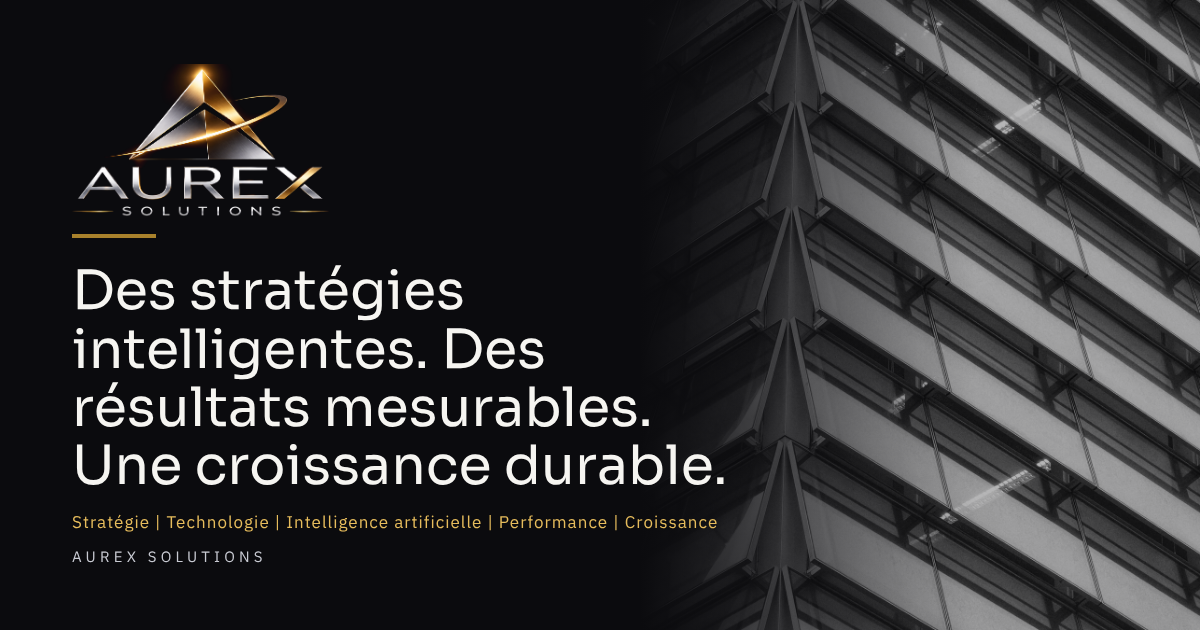 AUREX
SOLUTIONS
Des stratégies
intelligentes. Des
résultats mesurables.
Une croissance durable.
Stratégie | Technologie | Intelligence artificielle | Performance | Croissance
AUREX SOLUTIONS